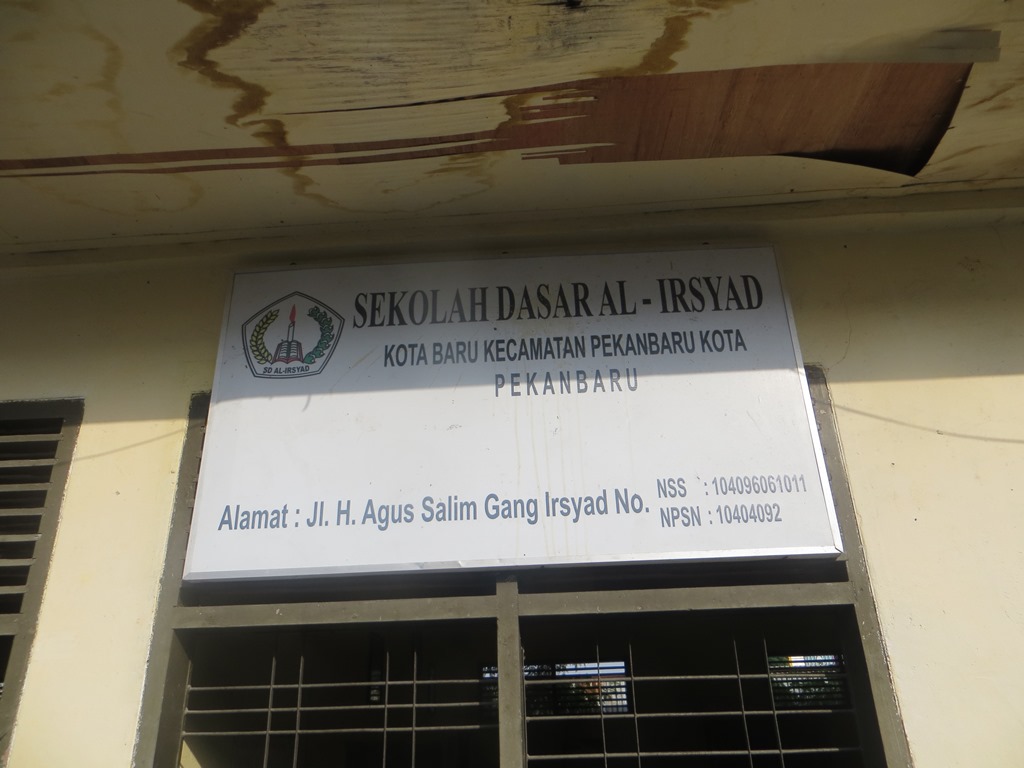 SEKOLAH DASAR AL - IRSYAD
KOTA BARU KECAMATAN PEKANBARU KOTA
PEKANBARU
SD AL-IRSYAD
Alamat : Jl. H. Agus Salim Gang Irsyad No.
NSS : 104096061011
NPSN : 10404092